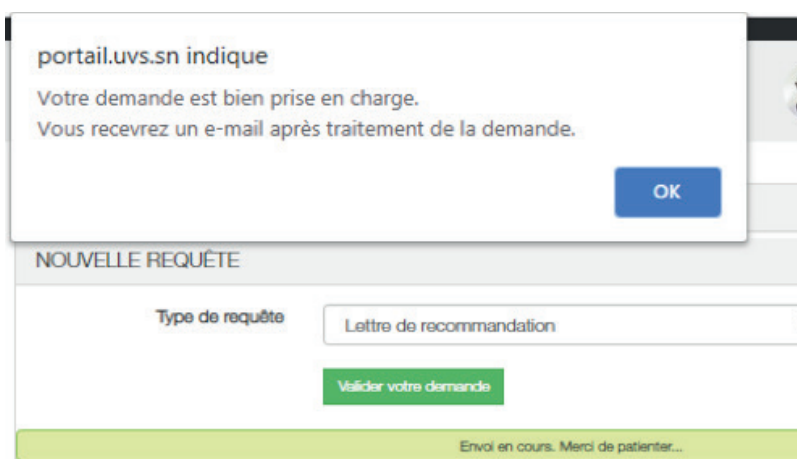 portail.uvs.sn indique
Votre demande est bien prise en charge.
Vous recevrez un e-mail après traitement de la demande.
OK
NOUVELLE REQUÊTE
Type de requête
Lettre de recommandation
Valider votre demande
Envoi en cours. Merci de patienter...